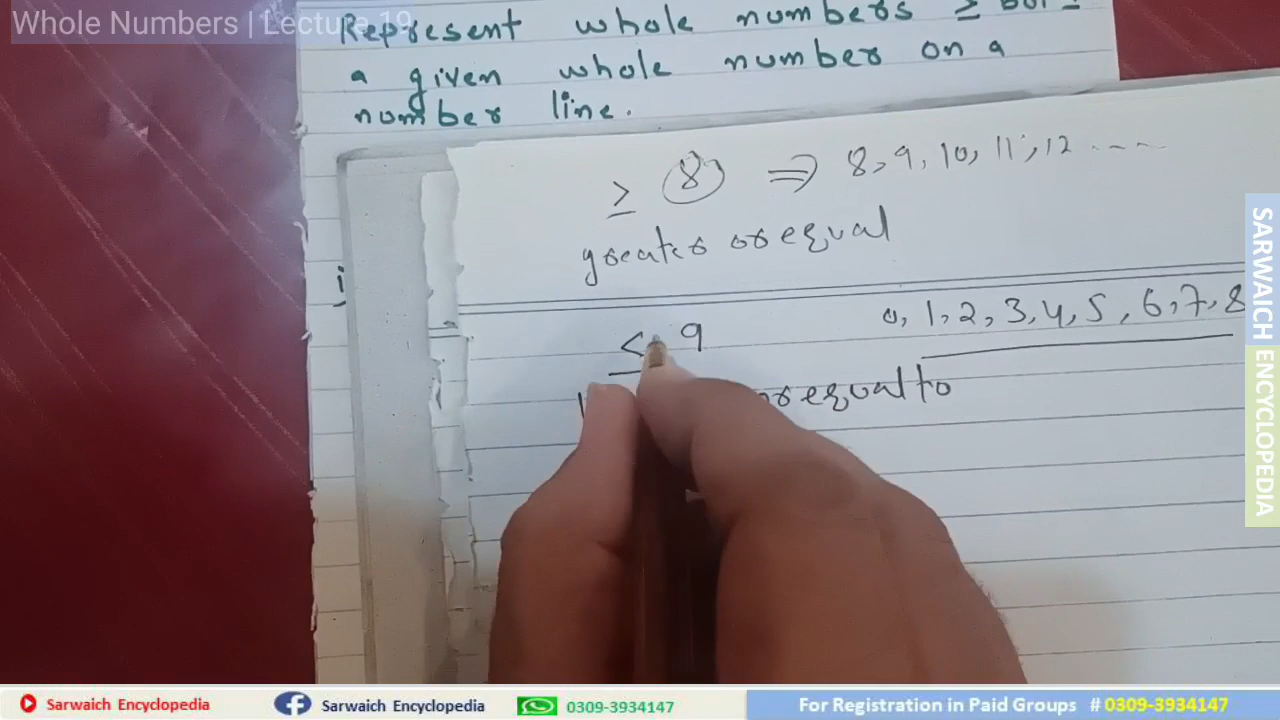 Whole Numbers | Lecture 19
Represent whole numbers ≥ but ≤
a given whole number on a
number line.
≥ 8 ⇒ 8, 9, 10, 11, 12 ....
greater or equal
≤ 9 0, 1, 2, 3, 4, 5, 6, 7, 8
or equal to
SARWAICH ENCYCLOPEDIA
Sarwaich Encyclopedia Sarwaich Encyclopedia 0309-3934147 For Registration in Paid Groups # 0309-3934147